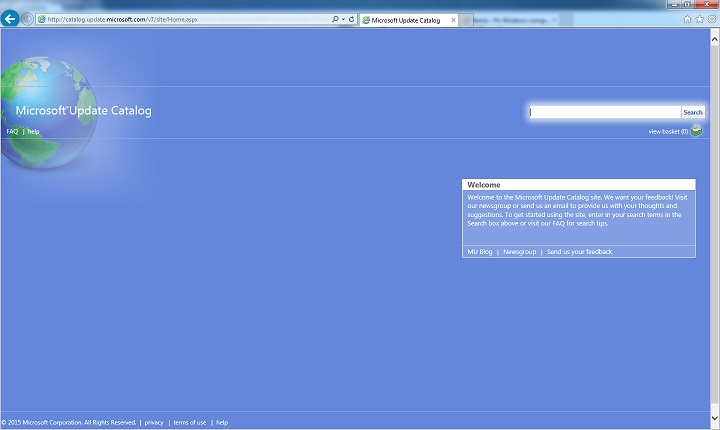 http://catalog.update.microsoft.com/v7/site/Home.aspx
Microsoft Update Catalog
Microsoft®Update Catalog
Search
FAQ | help
view basket (0)
Welcome
Welcome to the Microsoft Update Catalog site. We want your feedback! Visit
our newsgroup or send us an email to provide us with your thoughts and
suggestions. To get started using the site, enter in your search terms in the
Search box above or visit our FAQ for search tips.
MU Blog | Newsgroup | Send us your feedback
© 2015 Microsoft Corporation. All Rights Reserved. | privacy | terms of use | help